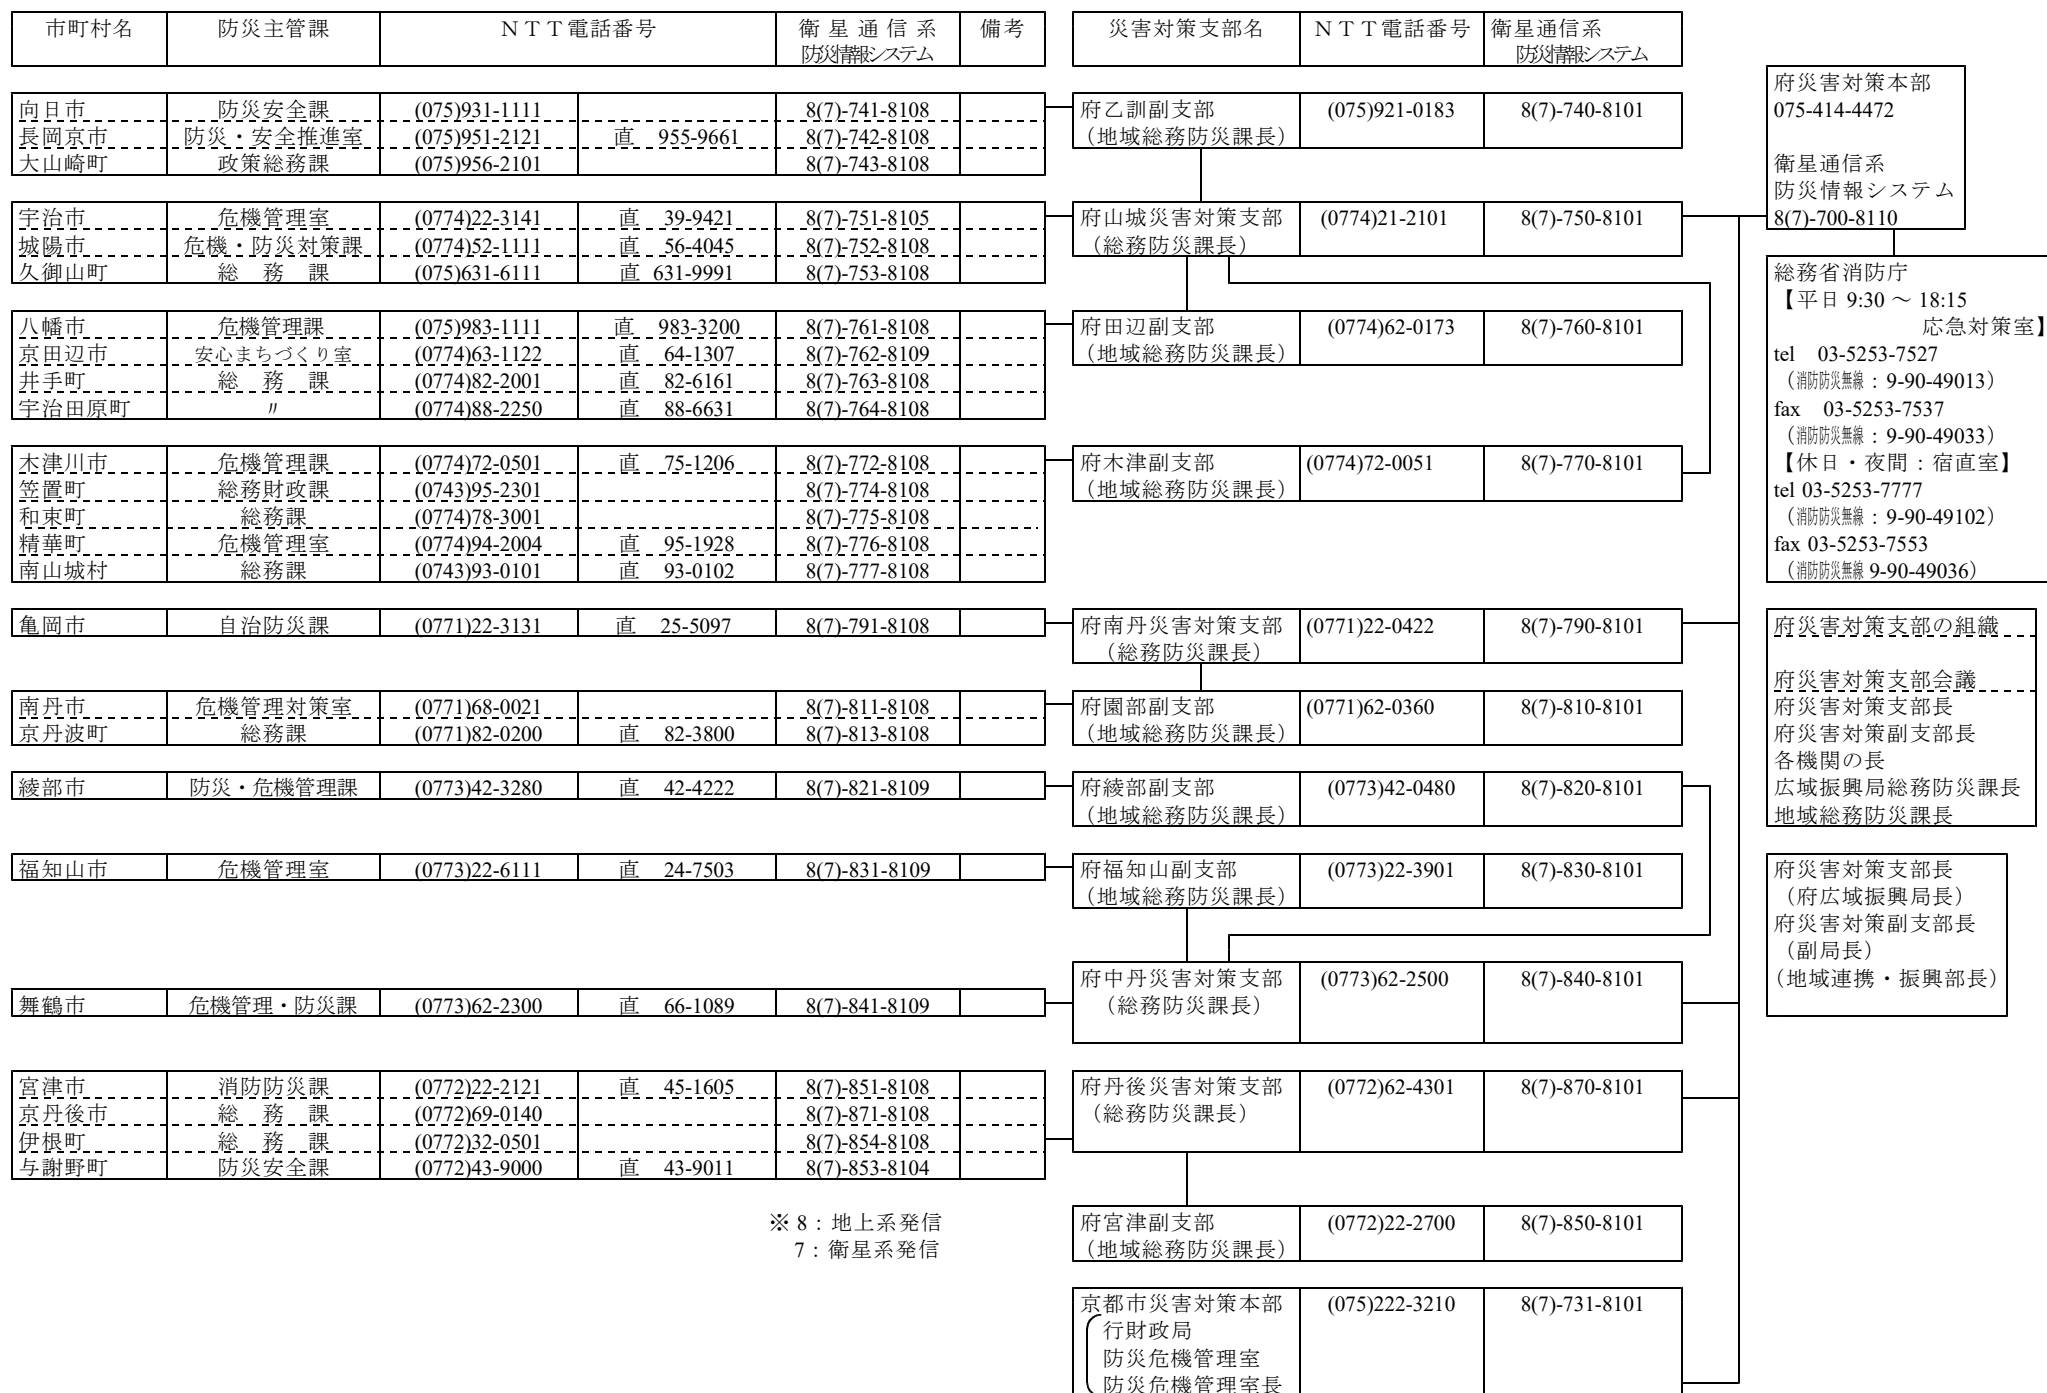 市町村名 防災主管課 ＮＴＴ電話番号 衛星通信系 備考
防災情報システム
向日市 防災安全課 (075)931-1111 8(7)-741-8108
長岡京市 防災・安全推進室 (075)951-2121 直 955-9661 8(7)-742-8108
大山崎町 政策総務課 (075)956-2101 8(7)-743-8108
宇治市 危機管理室 (0774)22-3141 直 39-9421 8(7)-751-8105
城陽市 危機・防災対策課 (0774)52-1111 直 56-4045 8(7)-752-8108
久御山町 総務課 (075)631-6111 直 631-9991 8(7)-753-8108
八幡市 危機管理課 (075)983-1111 直 983-3200 8(7)-761-8108
京田辺市 安心まちづくり室 (0774)63-1122 直 64-1307 8(7)-762-8109
井手町 総務課 (0774)82-2001 直 82-6161 8(7)-763-8108
宇治田原町 〃 (0774)88-2250 直 88-6631 8(7)-764-8108
木津川市 危機管理課 (0774)72-0501 直 75-1206 8(7)-772-8108
笠置町 総務財政課 (0743)95-2301 8(7)-774-8108
和束町 総務課 (0774)78-3001 8(7)-775-8108
精華町 危機管理室 (0774)94-2004 直 95-1928 8(7)-776-8108
南山城村 総務課 (0743)93-0101 直 93-0102 8(7)-777-8108
亀岡市 自治防災課 (0771)22-3131 直 25-5097 8(7)-791-8108
南丹市 危機管理対策室 (0771)68-0021 8(7)-811-8108
京丹波町 総務課 (0771)82-0200 直 82-3800 8(7)-813-8108
綾部市 防災・危機管理課 (0773)42-3280 直 42-4222 8(7)-821-8109
福知山市 危機管理室 (0773)22-6111 直 24-7503 8(7)-831-8109
舞鶴市 危機管理・防災課 (0773)62-2300 直 66-1089 8(7)-841-8109
宮津市 消防防災課 (0772)22-2121 直 45-1605 8(7)-851-8108
京丹後市 総務課 (0772)69-0140 8(7)-871-8108
伊根町 総務課 (0772)32-0501 8(7)-854-8108
与謝野町 防災安全課 (0772)43-9000 直 43-9011 8(7)-853-8104
※8：地上系発信
7：衛星系発信
災害対策支部名 ＮＴＴ電話番号 衛星通信系
防災情報システム
府乙訓副支部 (075)921-0183 8(7)-740-8101
（地域総務防災課長）
府山城災害対策支部 (0774)21-2101 8(7)-750-8101
（総務防災課長）
府田辺副支部 (0774)62-0173 8(7)-760-8101
（地域総務防災課長）
府木津副支部 (0774)72-0051 8(7)-770-8101
（地域総務防災課長）
府南丹災害対策支部 (0771)22-0422 8(7)-790-8101
（総務防災課長）
府園部副支部 (0771)62-0360 8(7)-810-8101
（地域総務防災課長）
府綾部副支部 (0773)42-0480 8(7)-820-8101
（地域総務防災課長）
府福知山副支部 (0773)22-3901 8(7)-830-8101
（地域総務防災課長）
府中丹災害対策支部 (0773)62-2500 8(7)-840-8101
（総務防災課長）
府丹後災害対策支部 (0772)62-4301 8(7)-870-8101
（総務防災課長）
府宮津副支部 (0772)22-2700 8(7)-850-8101
（地域総務防災課長）
京都市災害対策本部 (075)222-3210 8(7)-731-8101
行財政局
防災危機管理室
防災危機管理室長
府災害対策本部
075-414-4472
衛星通信系
防災情報システム
8(7)-700-8110
総務省消防庁
【平日 9:30 ～ 18:15
応急対策室】
tel 03-5253-7527
（消防防災無線：9-90-49013）
fax 03-5253-7537
（消防防災無線：9-90-49033）
【休日・夜間：宿直室】
tel 03-5253-7777
（消防防災無線：9-90-49102）
fax 03-5253-7553
（消防防災無線 9-90-49036）
府災害対策支部の組織
府災害対策支部会議
府災害対策支部長
府災害対策副支部長
各機関の長
広域振興局総務防災課長
地域総務防災課長
府災害対策支部長
（府広域振興局長）
府災害対策副支部長
（副局長）
（地域連携・振興部長）